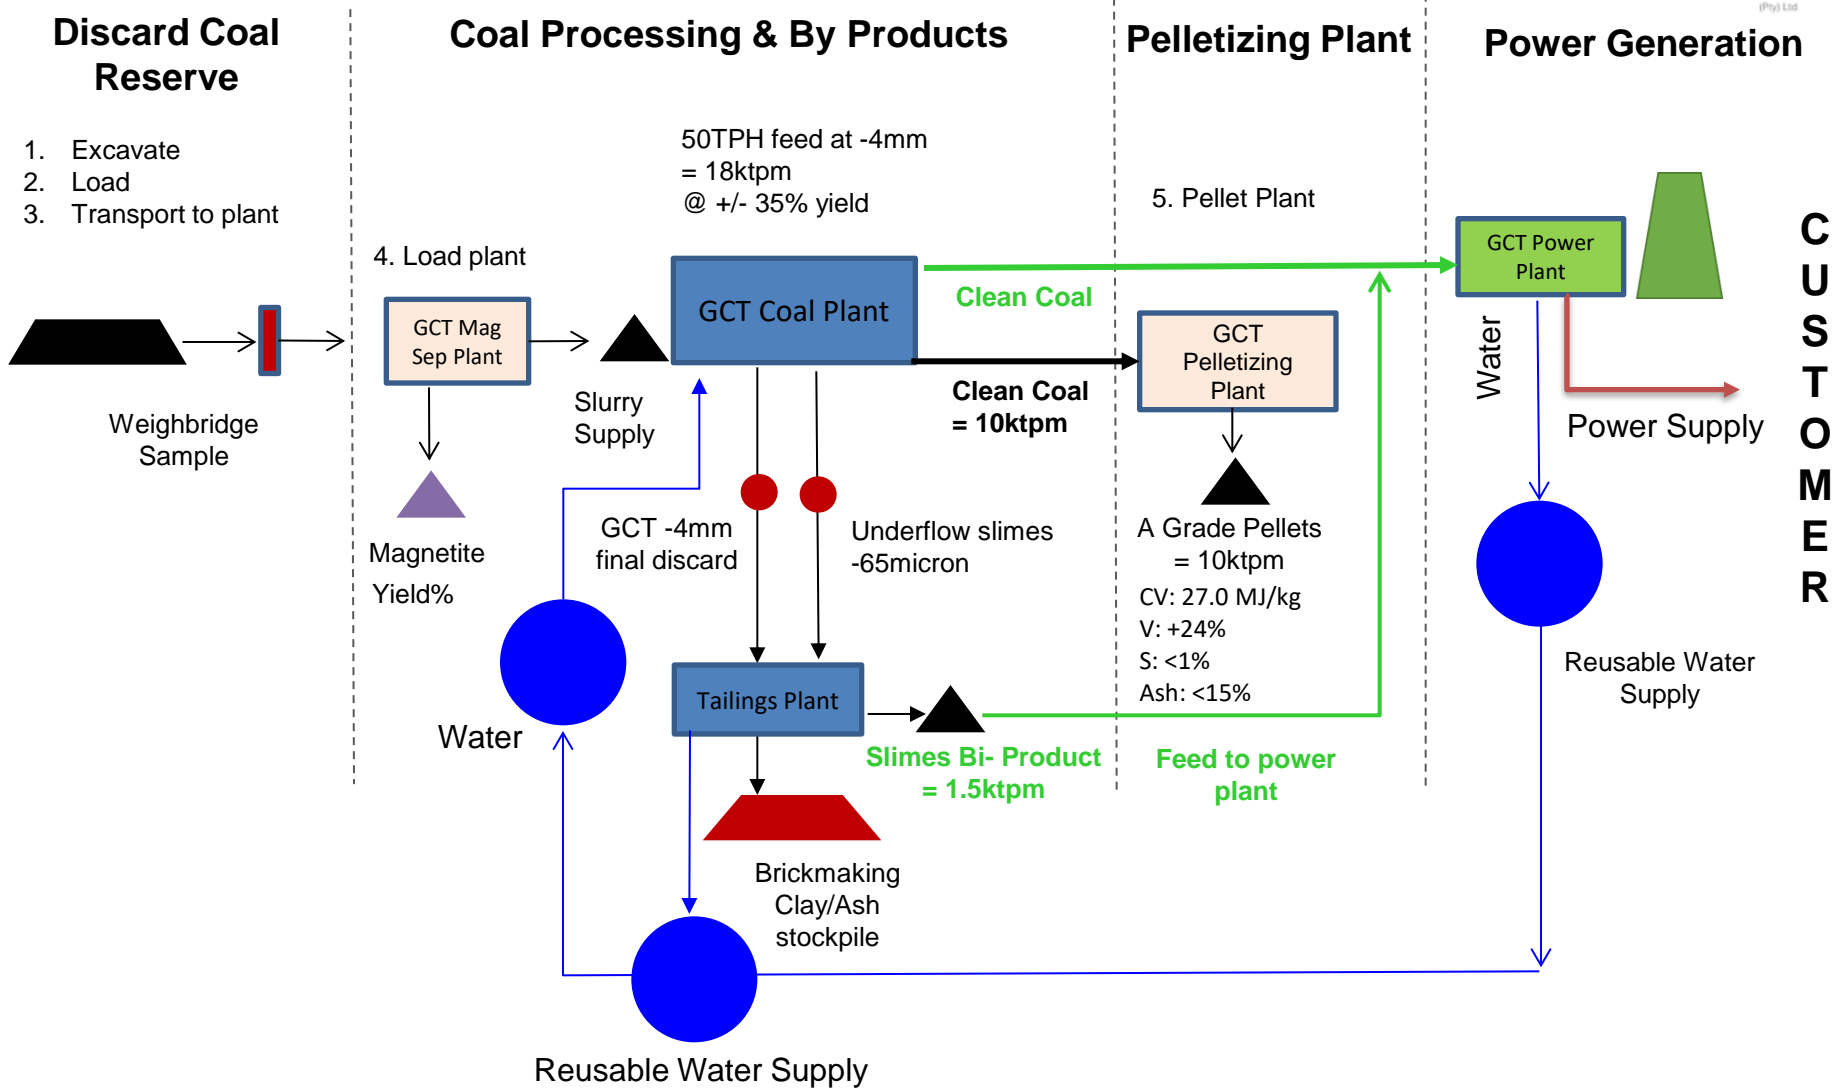 (Pty) Ltd
Discard Coal
Reserve
Coal Processing & By Products
Pelletizing Plant
Power Generation
1. Excavate
2. Load
3. Transport to plant
Weighbridge
Sample
4. Load plant
GCT Mag
Sep Plant
Magnetite
Yield%
50TPH feed at -4mm
= 18ktpm
@ +/- 35% yield
Slurry
Supply
GCT Coal Plant
Clean Coal
Clean Coal
= 10ktpm
GCT -4mm
final discard
Underflow slimes
-65micron
Water
Tailings Plant
Slimes Bi- Product
= 1.5ktpm
Brickmaking
Clay/Ash
stockpile
Reusable Water Supply
5. Pellet Plant
GCT
Pelletizing
Plant
A Grade Pellets
= 10ktpm
CV: 27.0 MJ/kg
V: +24%
S: <1%
Ash: <15%
Feed to power
plant
GCT Power
Plant
Water
Power Supply
Reusable Water
Supply
CUSTOMER